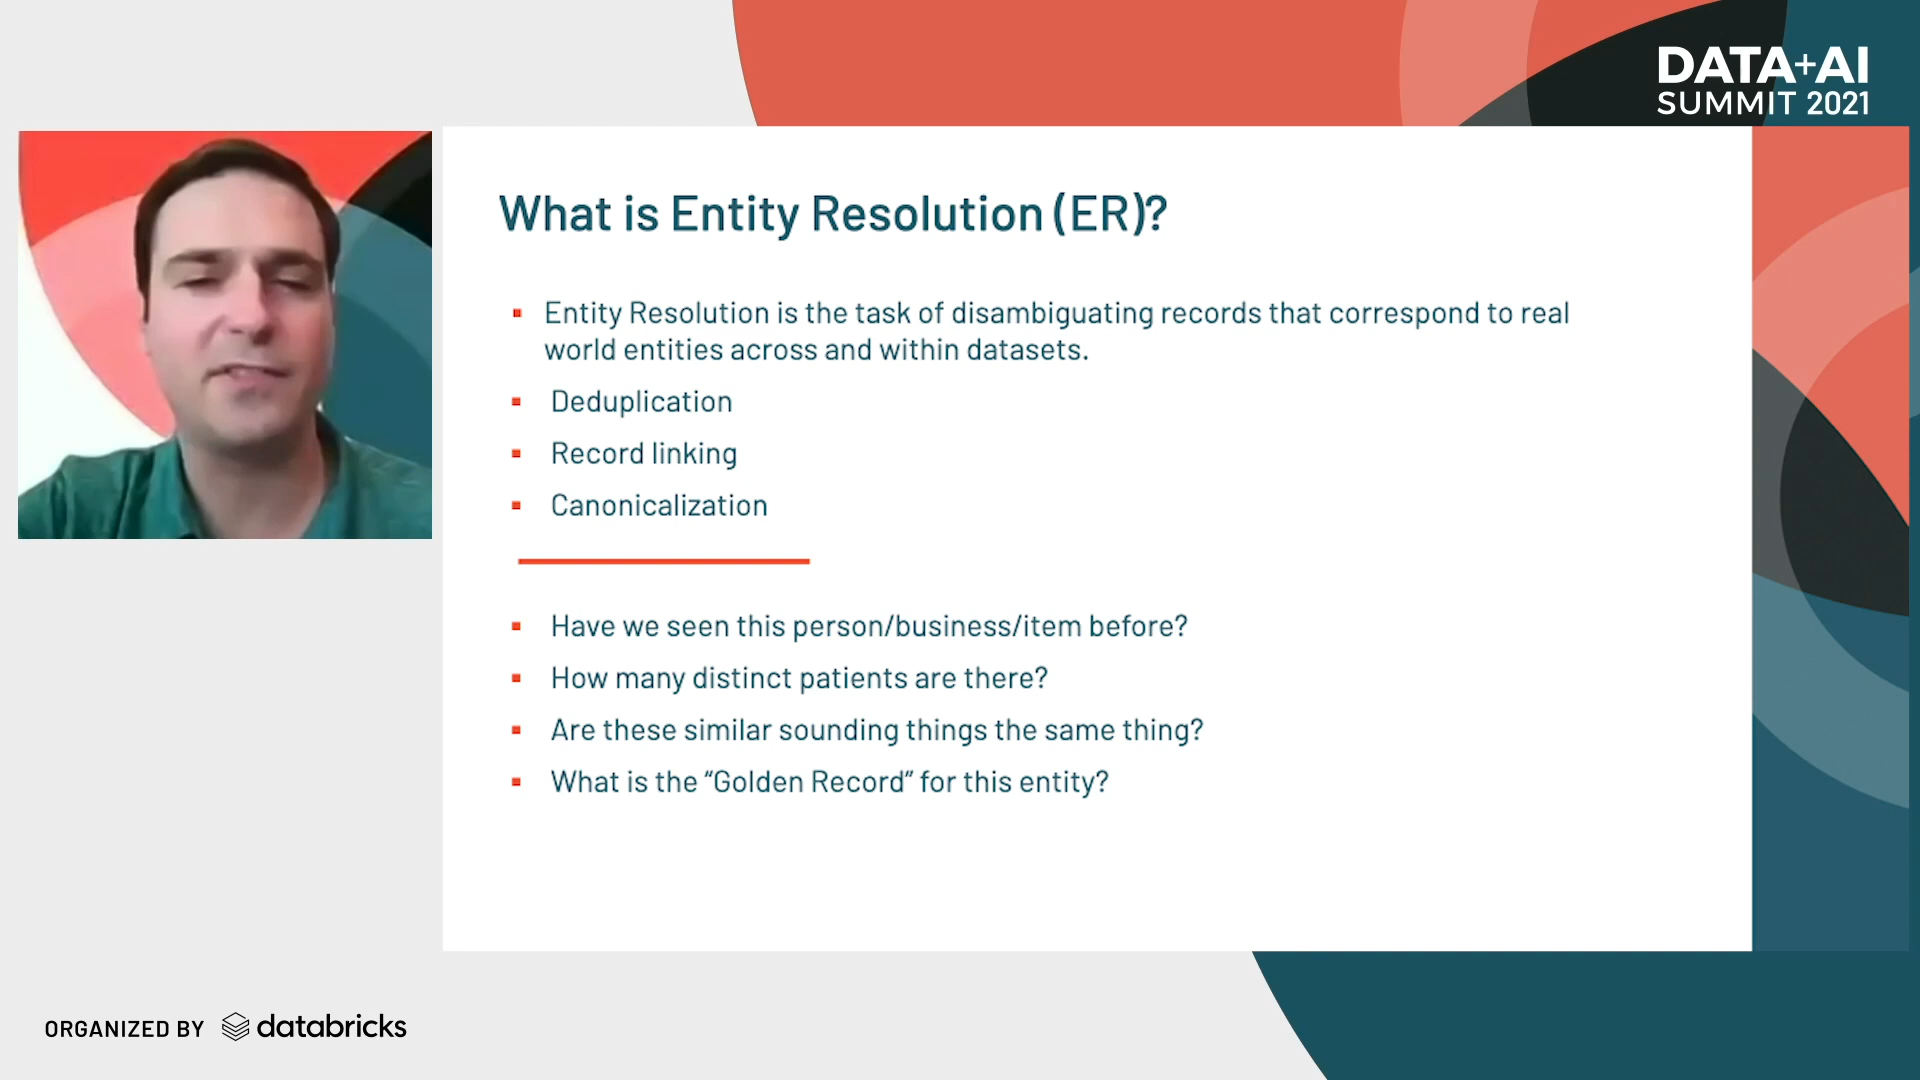 DATA+AI
SUMMIT 2021
What is Entity Resolution (ER)?
▪ Entity Resolution is the task of disambiguating records that correspond to real
world entities across and within datasets.
▪ Deduplication
▪ Record linking
▪ Canonicalization
▪ Have we seen this person/business/item before?
▪ How many distinct patients are there?
▪ Are these similar sounding things the same thing?
▪ What is the “Golden Record” for this entity?
ORGANIZED BY databricks